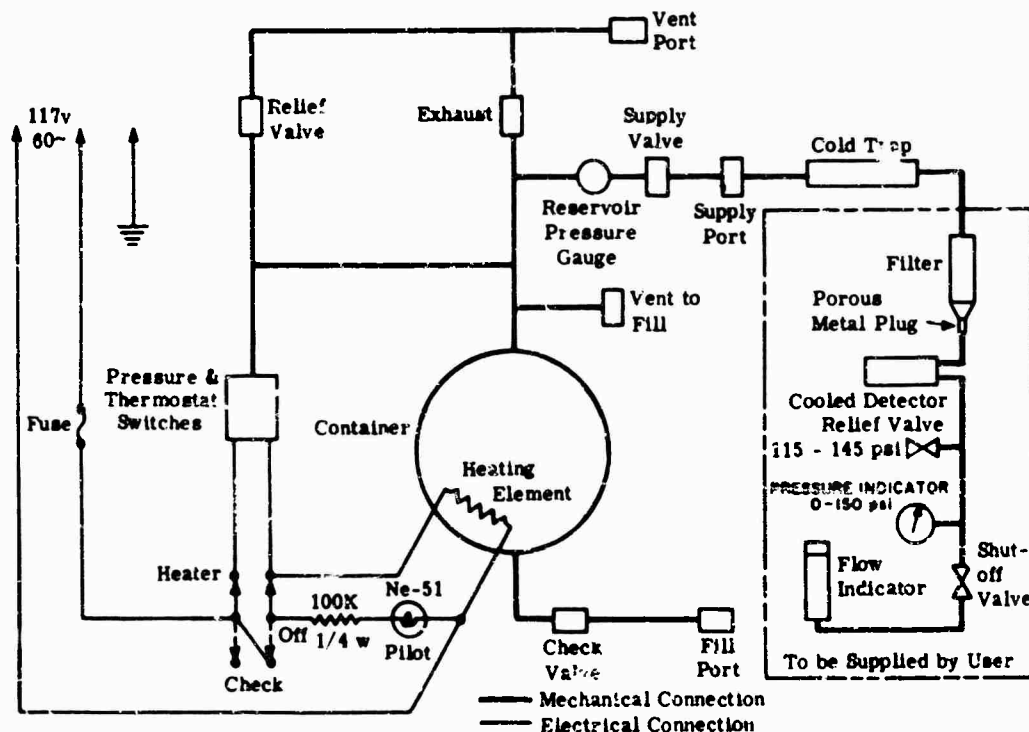 Vent
Port
117v
60~
Relief
Valve
Exhaust
Supply
Valve
Cold
Reservoir
Pressure
Gauge
Supply
Port
Filter
Vent to
Fill
Porous
Metal Plug
Pressure &
Thermostat
Switches
Fuse
Container
Cooled Detector
Relief Valve
115 - 145 psi
Heating
Element
PRESSURE INDICATOR
0-150 psi
Heater
100K
1/4 w
Ne-51
Pilot
Off
Check
Flow
Indicator
Shut-
off
Valve
Check
Valve
Fill
Port
To be Supplied by User
Mechanical Connection
Electrical Connection